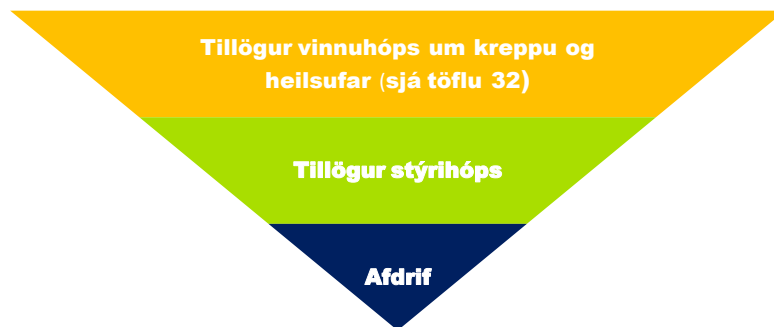 Tillögur vinnuhóps um kreppu og
heilsufar (sjá töflu 32)
Tillögur stýrihóps
Afdrif